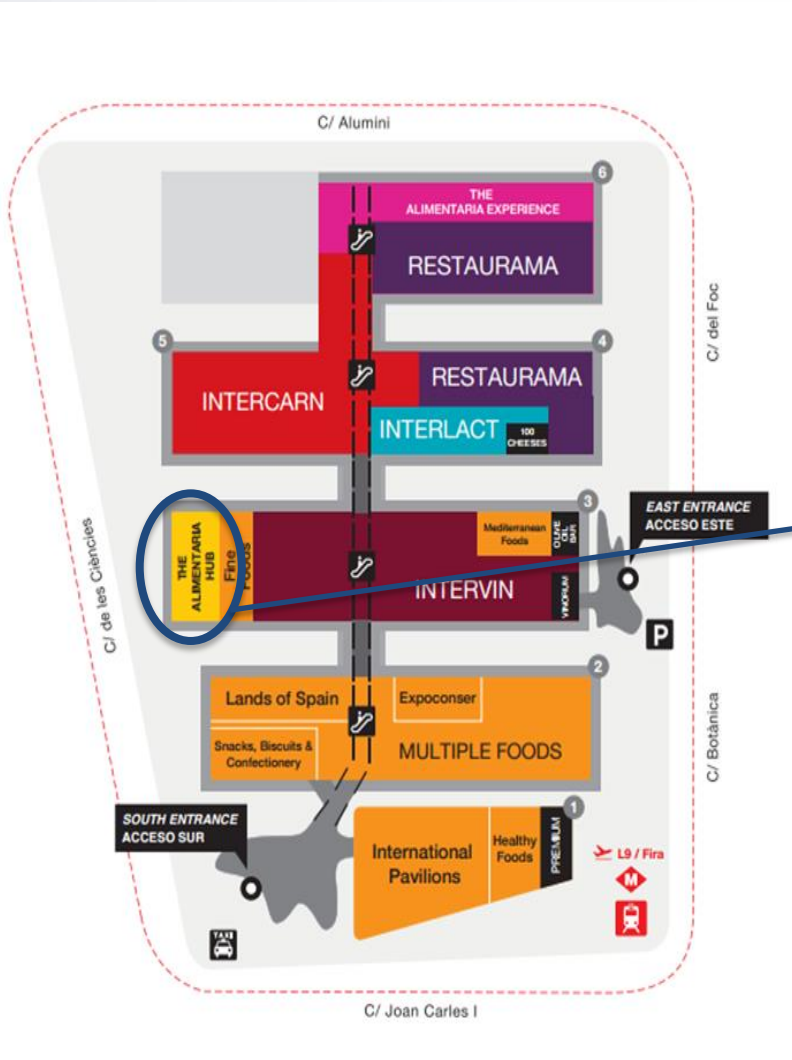 C/ Alumini
6
THE
ALIMENTARIA EXPERIENCE
RESTAURAMA
C/ del Foc
5
4
INTERCARN
RESTAURAMA
INTERLACT
100
CHEESES
3
EAST ENTRANCE
ACCESO ESTE
THE
ALIMENTARIA
HUB
Fine
Foods
Mediterranean
Foods
OLIVE
OIL
BAR
INTERVIN
VINORUM
C/ de les Ciències
P
2
Lands of Spain
Expoconser
Snacks, Biscuits &
Confectionery
MULTIPLE FOODS
C/ Botànica
SOUTH ENTRANCE
ACCESO SUR
1
International
Pavilions
Healthy
Foods
PREMIUM
L9 / Fira
M
TAXI
C/ Joan Carles I